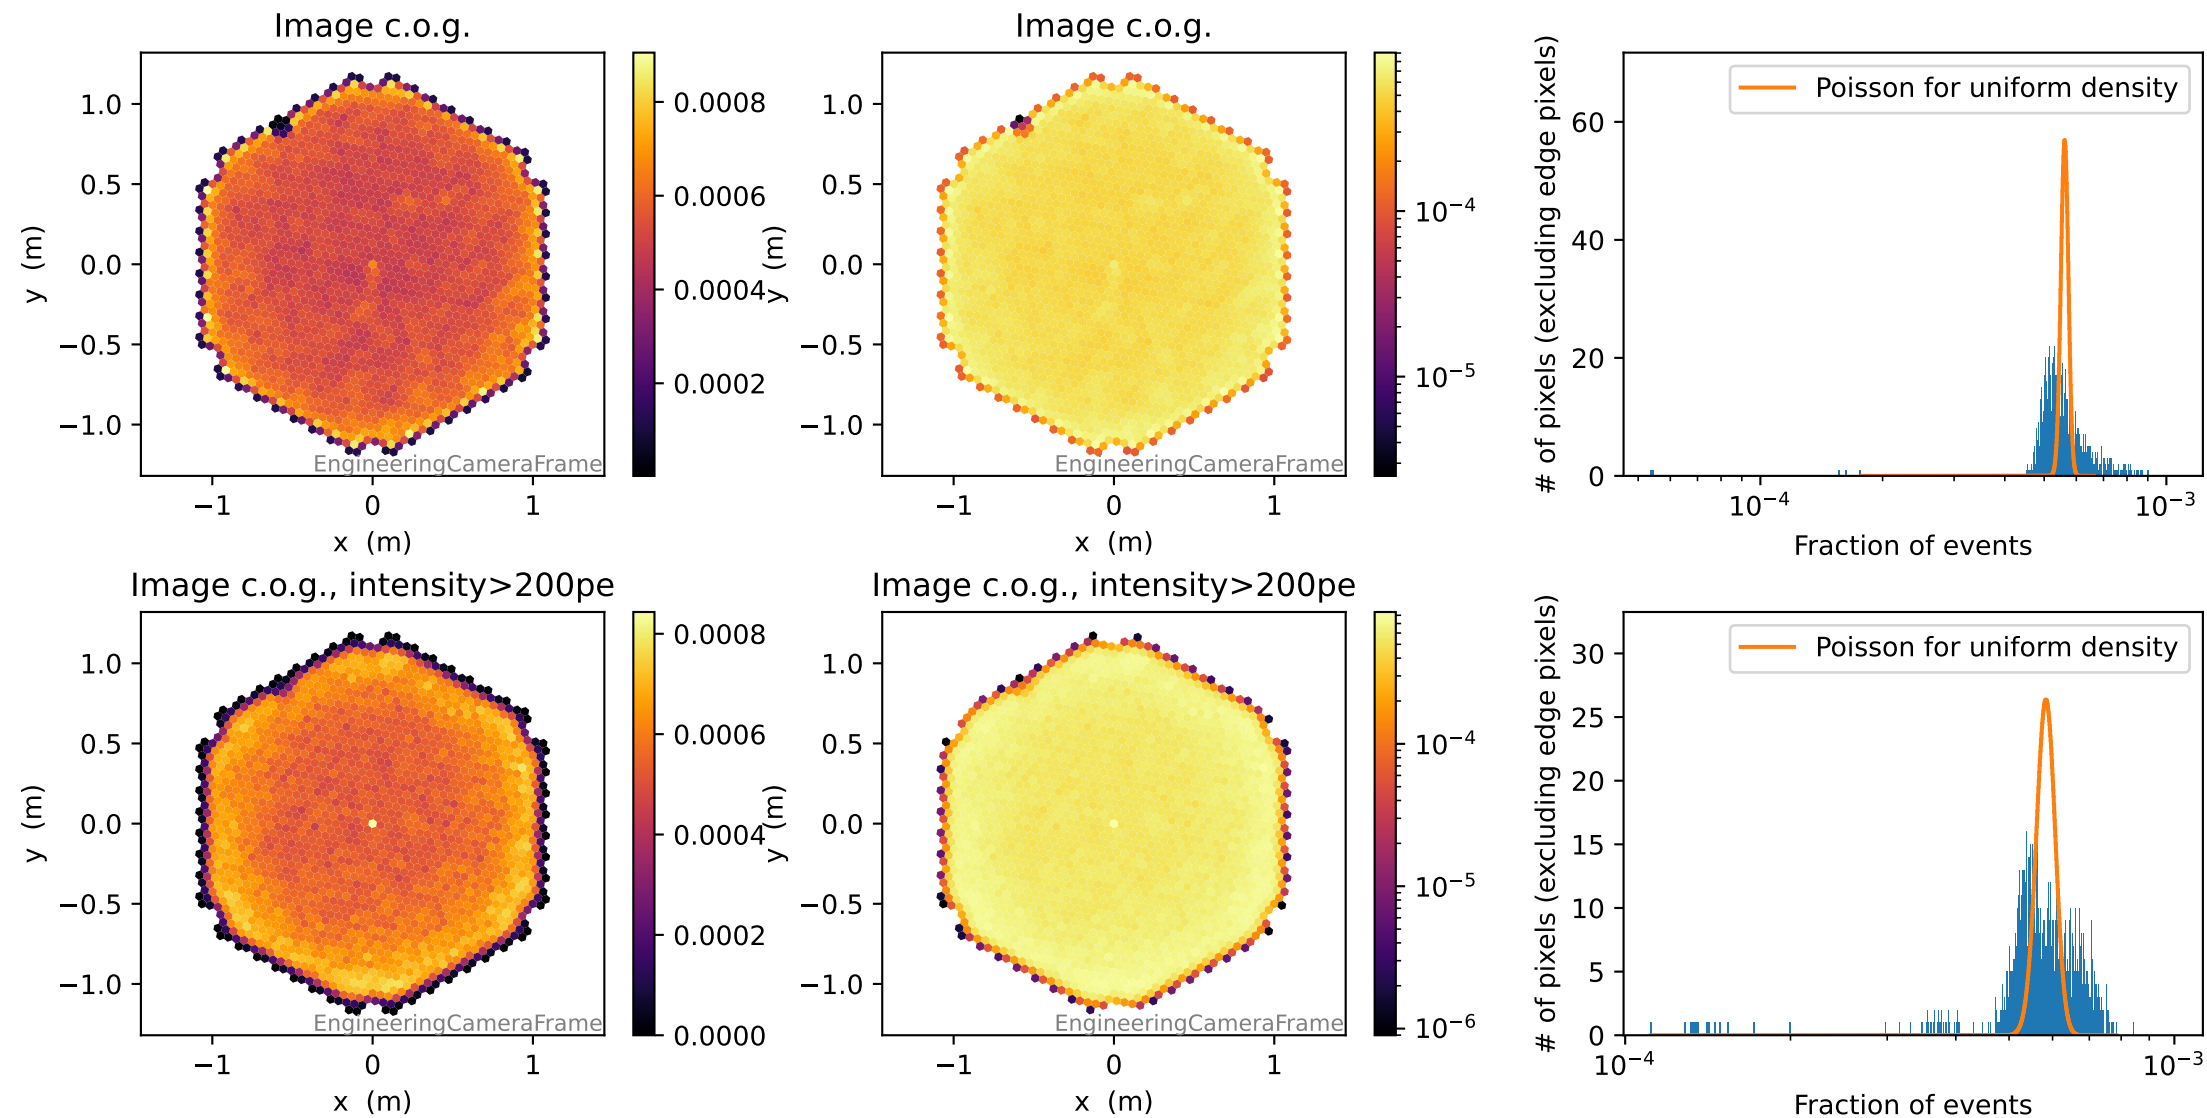 Image c.o.g.
1.0
0.5
0.0
−0.5
−1.0
y (m)
−1
0
1
x (m)
EngineeringCameraFrame
0.0008
0.0006
0.0004
0.0002
Image c.o.g.
1.0
0.5
0.0
−0.5
−1.0
y (m)
−1
0
1
x (m)
EngineeringCameraFrame
10⁻⁴
10⁻⁵
# of pixels (excluding edge pixels)
60
40
20
0
Poisson for uniform density
10⁻⁴
10⁻³
Fraction of events
Image c.o.g., intensity>200pe
1.0
0.5
0.0
−0.5
−1.0
y (m)
−1
0
1
x (m)
EngineeringCameraFrame
0.0008
0.0006
0.0004
0.0002
0.0000
Image c.o.g., intensity>200pe
1.0
0.5
0.0
−0.5
−1.0
y (m)
−1
0
1
x (m)
EngineeringCameraFrame
10⁻⁴
10⁻⁵
10⁻⁶
# of pixels (excluding edge pixels)
30
25
20
15
10
5
0
Poisson for uniform density
10⁻⁴
10⁻³
Fraction of events